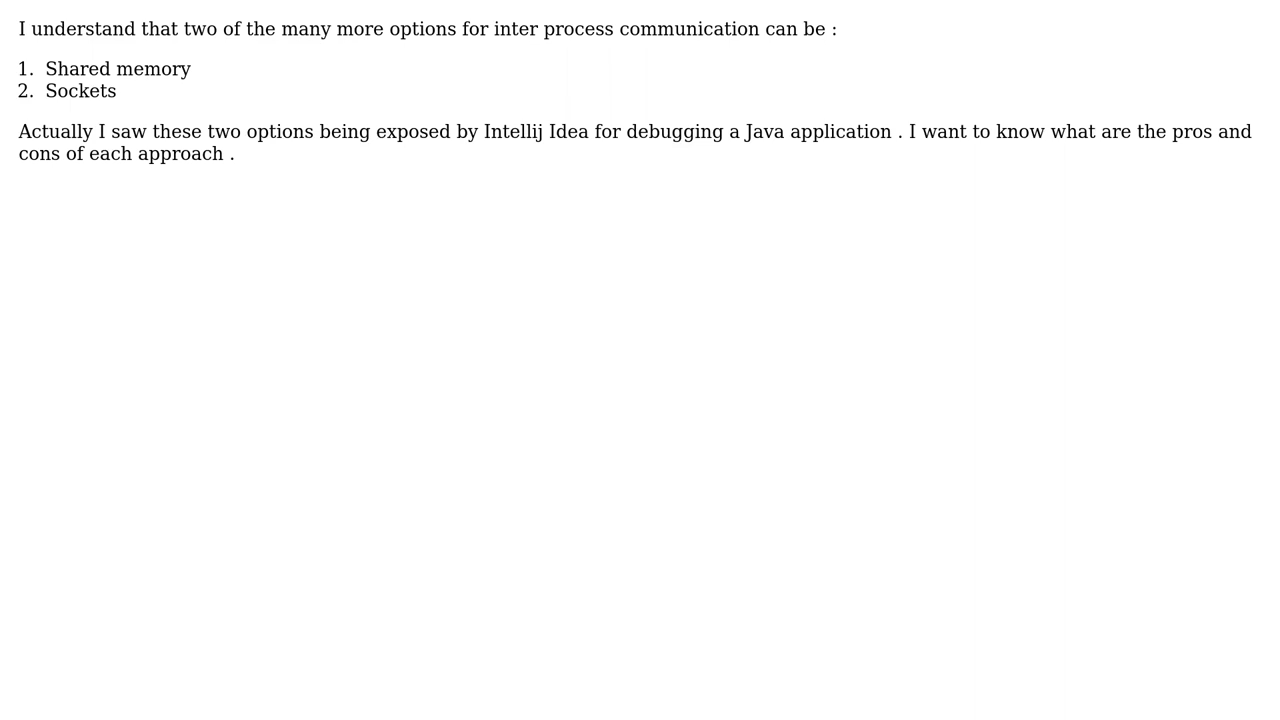 I understand that two of the many more options for inter process communication can be :
1. Shared memory
2. Sockets
Actually I saw these two options being exposed by Intellij Idea for debugging a Java application . I want to know what are the pros and
cons of each approach .